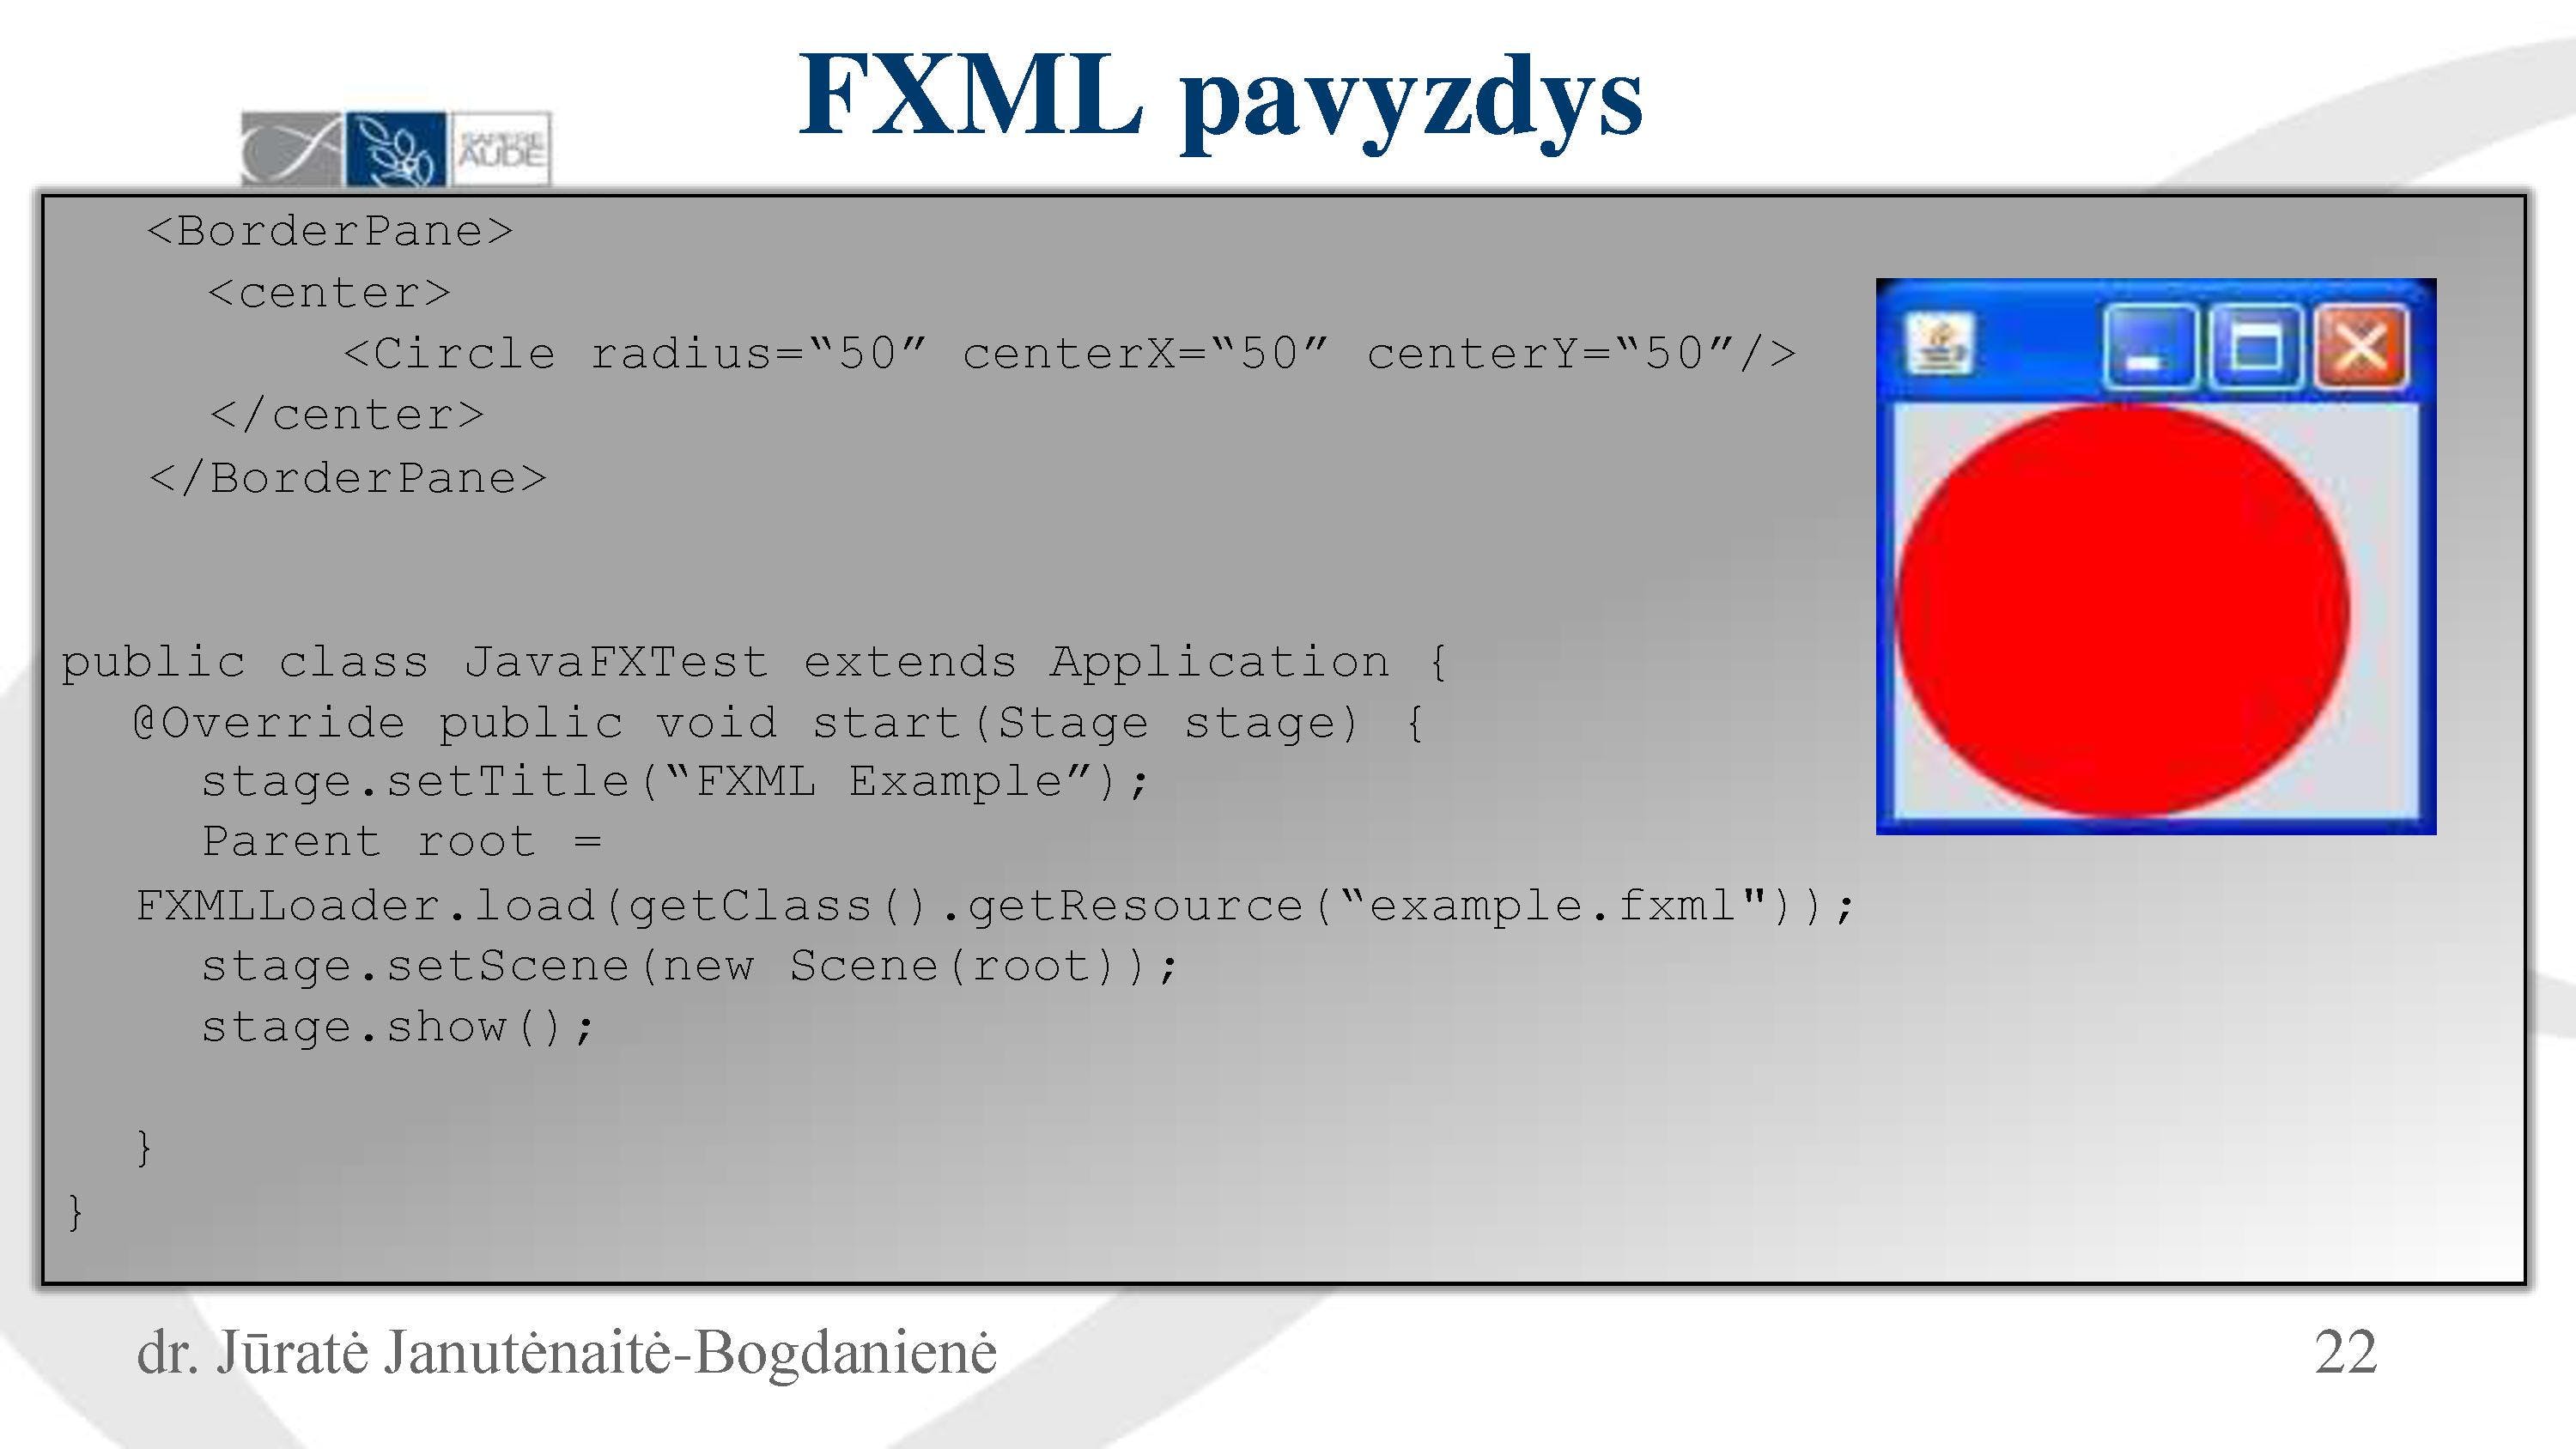 FXML pavyzdys
SAPERE
AUDE
<BorderPane>
<center>
<Circle radius=“50” centerX=“50” centerY=“50”/>
</center>
</BorderPane>
public class JavaFXTest extends Application {
@Override public void start(Stage stage) {
stage.setTitle(“FXML Example”);
Parent root =
FXMLLoader.load(getClass().getResource(“example.fxml"));
stage.setScene(new Scene(root));
stage.show();
}
}
dr. Jūratė Janutėnaitė-Bogdanienė
22